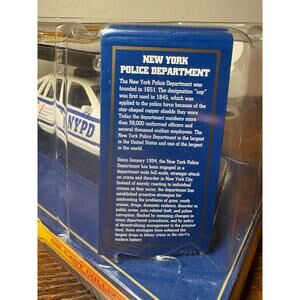 NEW YORK
POLICE DEPARTMENT
The New York Police Department was
founded in 1651. The designation "cop"
was first used in 1845, which was
applied to the police force because of the
star-shaped copper shields they wore.
Today the department numbers more
than 38,000 uniformed officers and
several thousand civilian employees. The
New York Police Department is the largest
in the United States and one of the largest
in the world.
Since January 1994, the New York Police
Department has been engaged in a
department wide full-scale, strategic attack
on crime and disorder in New York City.
Instead of merely reacting to individual
crimes as they occur, the department has
established proactive strategies for
confronting the problems of guns, youth
crimes, drugs, domestic violence, disorder in
public areas, auto-related theft, and police
corruption. Backed by sweeping changes in
many department procedures, and by policy
of decentralizing management to the precinct
level, these strategies have achieved the
largest drops in felony crime in the city's
modern history.
NYPD
DIE-CAST